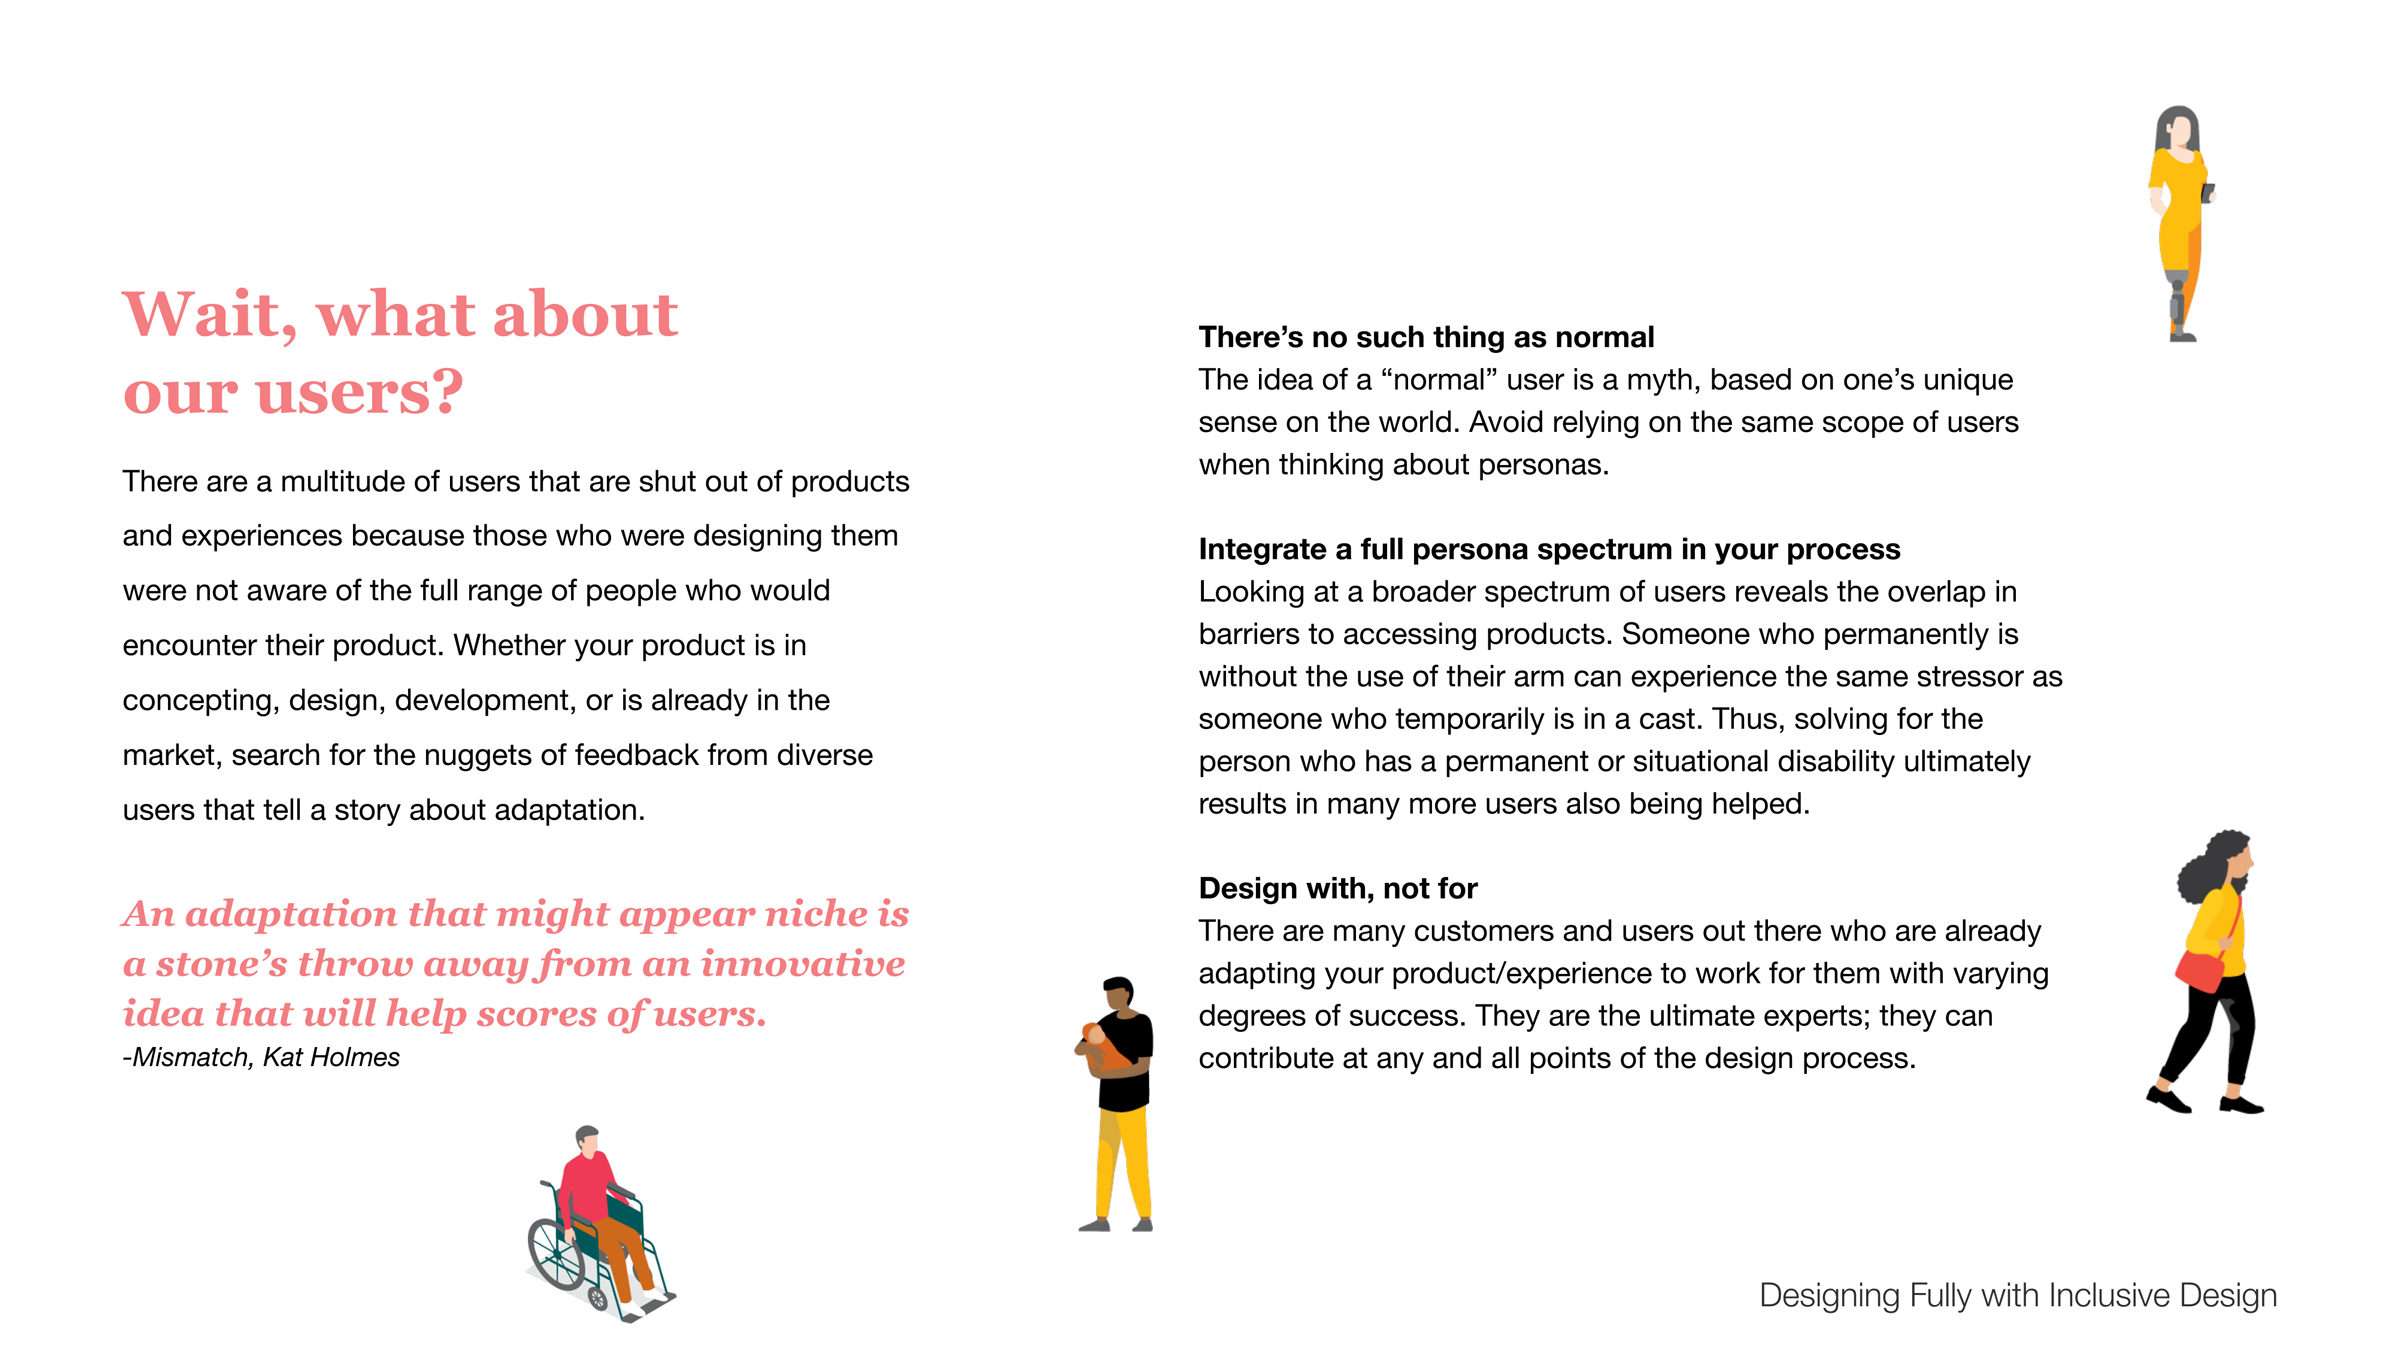 Wait, what about
our users?
There are a multitude of users that are shut out of products
and experiences because those who were designing them
were not aware of the full range of people who would
encounter their product. Whether your product is in
concepting, design, development, or is already in the
market, search for the nuggets of feedback from diverse
users that tell a story about adaptation.
An adaptation that might appear niche is
a stone’s throw away from an innovative
idea that will help scores of users.
-Mismatch, Kat Holmes
There’s no such thing as normal
The idea of a “normal” user is a myth, based on one’s unique
sense on the world. Avoid relying on the same scope of users
when thinking about personas.
Integrate a full persona spectrum in your process
Looking at a broader spectrum of users reveals the overlap in
barriers to accessing products. Someone who permanently is
without the use of their arm can experience the same stressor as
someone who temporarily is in a cast. Thus, solving for the
person who has a permanent or situational disability ultimately
results in many more users also being helped.
Design with, not for
There are many customers and users out there who are already
adapting your product/experience to work for them with varying
degrees of success. They are the ultimate experts; they can
contribute at any and all points of the design process.
Designing Fully with Inclusive Design